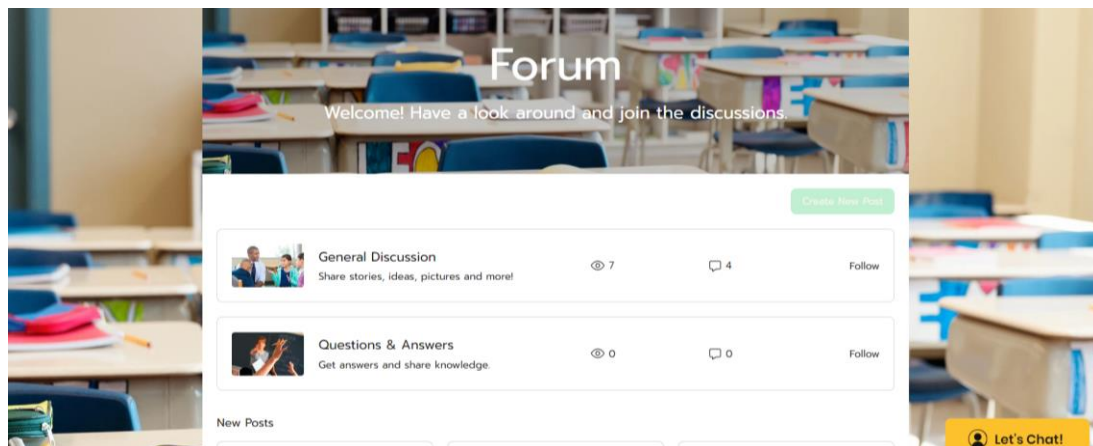 Forum
Welcome! Have a look around and join the discussions.
Create New Post
General Discussion
Share stories, ideas, pictures and more!
7
4
Follow
Questions & Answers
Get answers and share knowledge.
0
0
Follow
New Posts
Let's Chat!